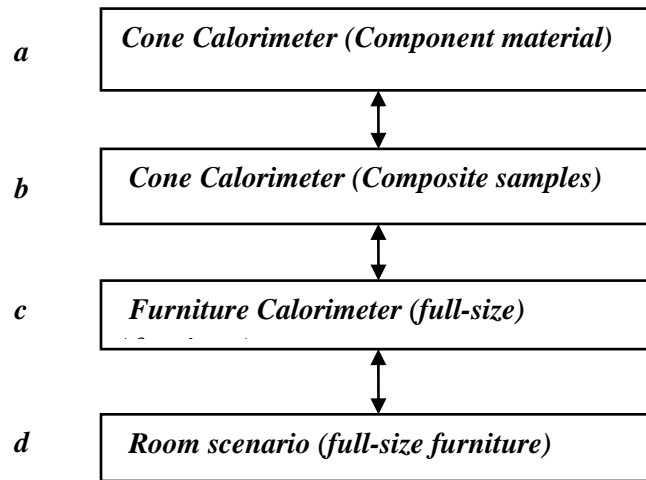 a
Cone Calorimeter (Component material)
b
Cone Calorimeter (Composite samples)
c
Furniture Calorimeter (full-size)
d
Room scenario (full-size furniture)